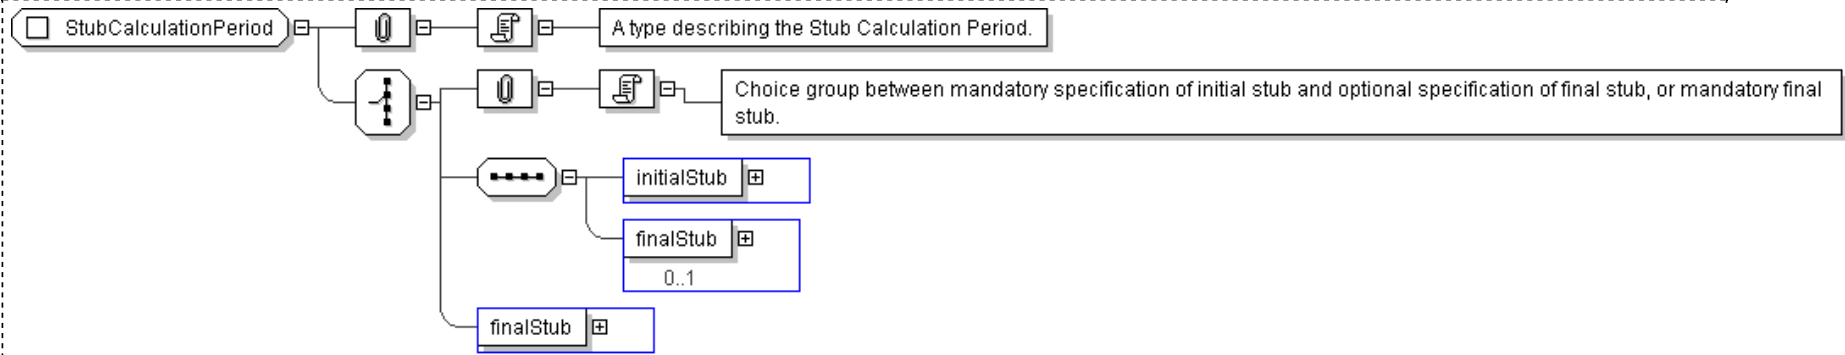 StubCalculationPeriod
A type describing the Stub Calculation Period.
Choice group between mandatory specification of initial stub and optional specification of final stub, or mandatory final
stub.
initialStub
finalStub
0..1
finalStub